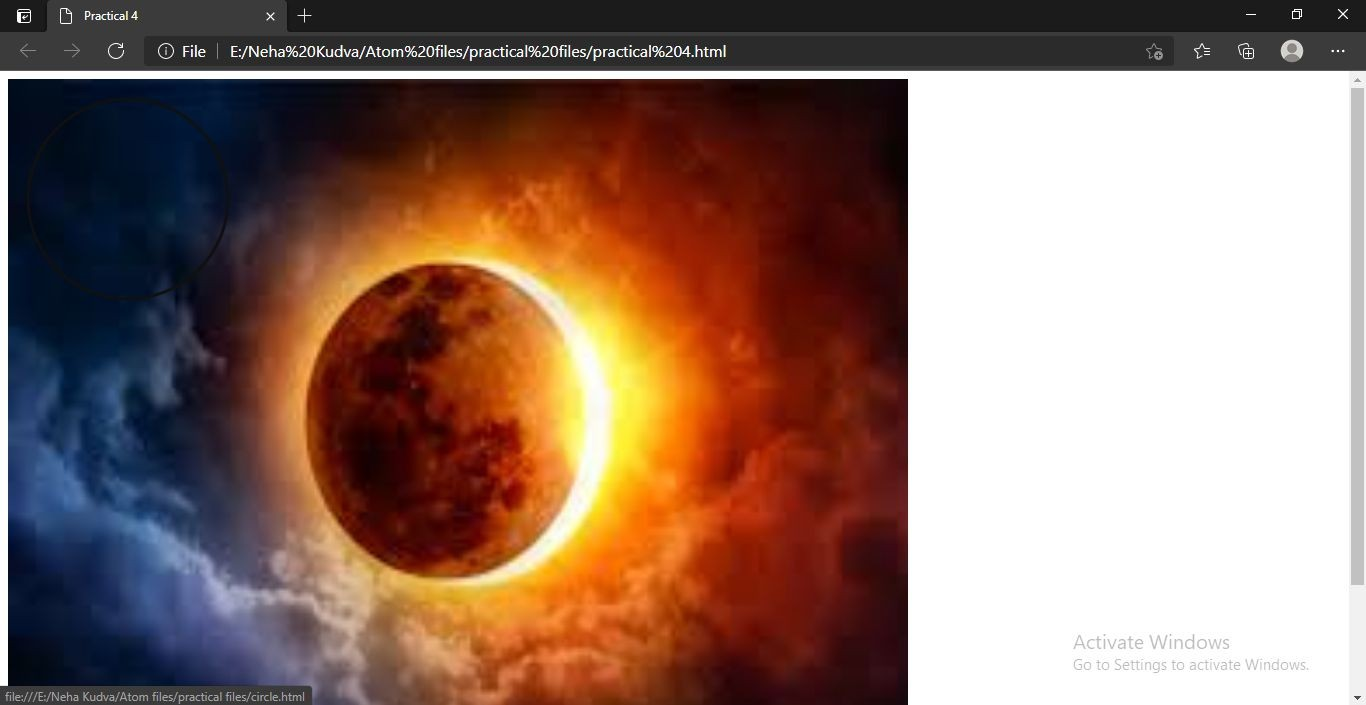 Practical 4
File
E:/Neha%20Kudva/Atom%20files/practical%20files/practical%204.html
Activate Windows
Go to Settings to activate Windows.
file:///E:/Neha Kudva/Atom files/practical files/circle.html